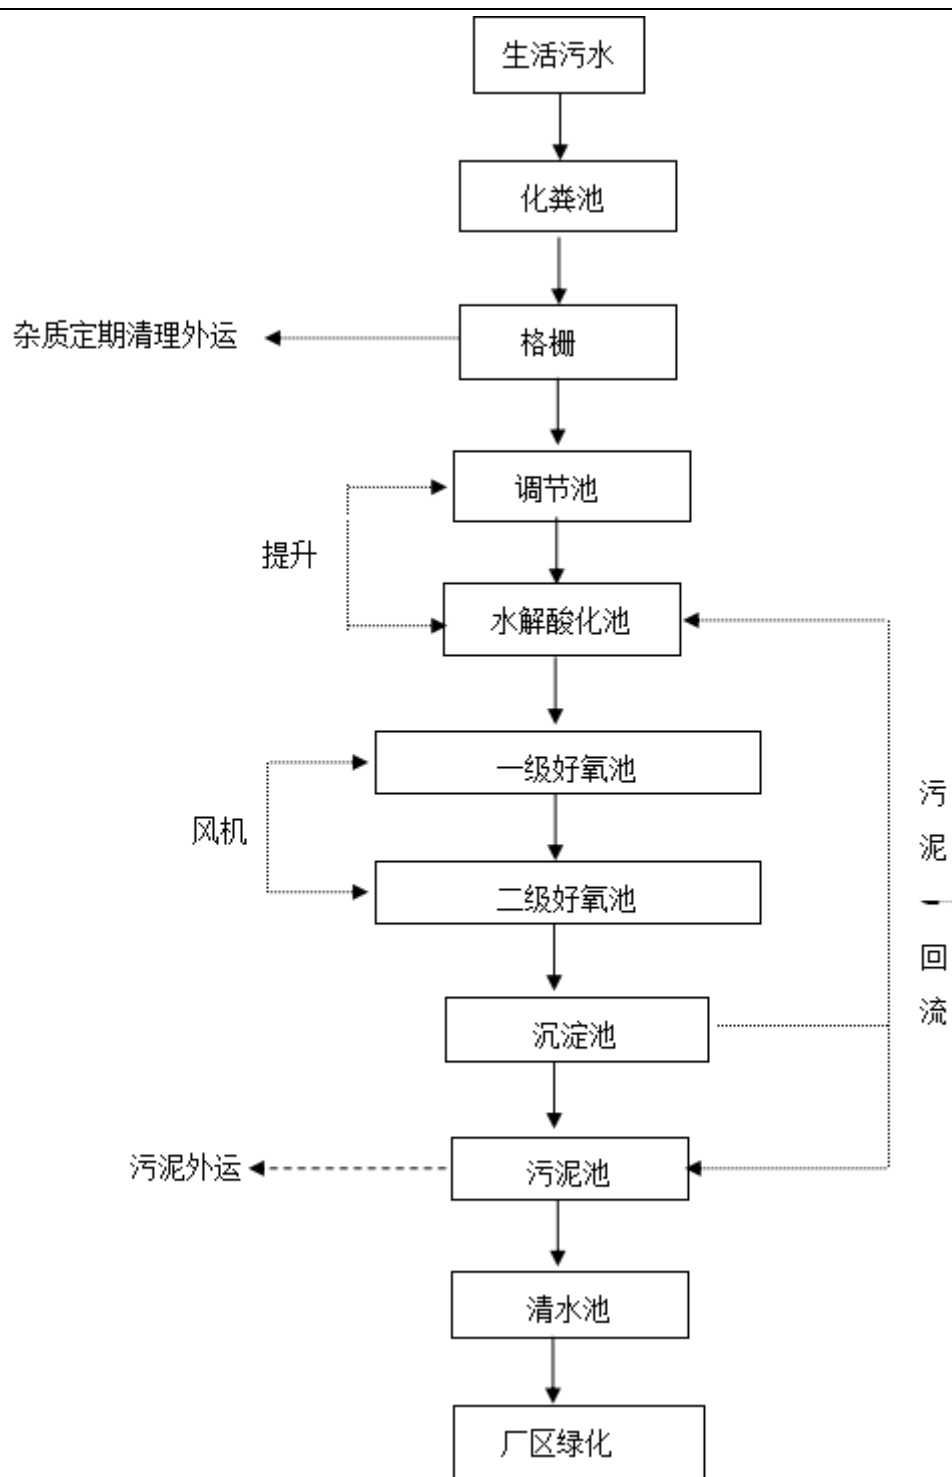 生活污水
化粪池
杂质定期清理外运
格栅
调节池
提升
水解酸化池
一级好氧池
风机
二级好氧池
污
泥
回
流
沉淀池
污泥外运
污泥池
清水池
厂区绿化